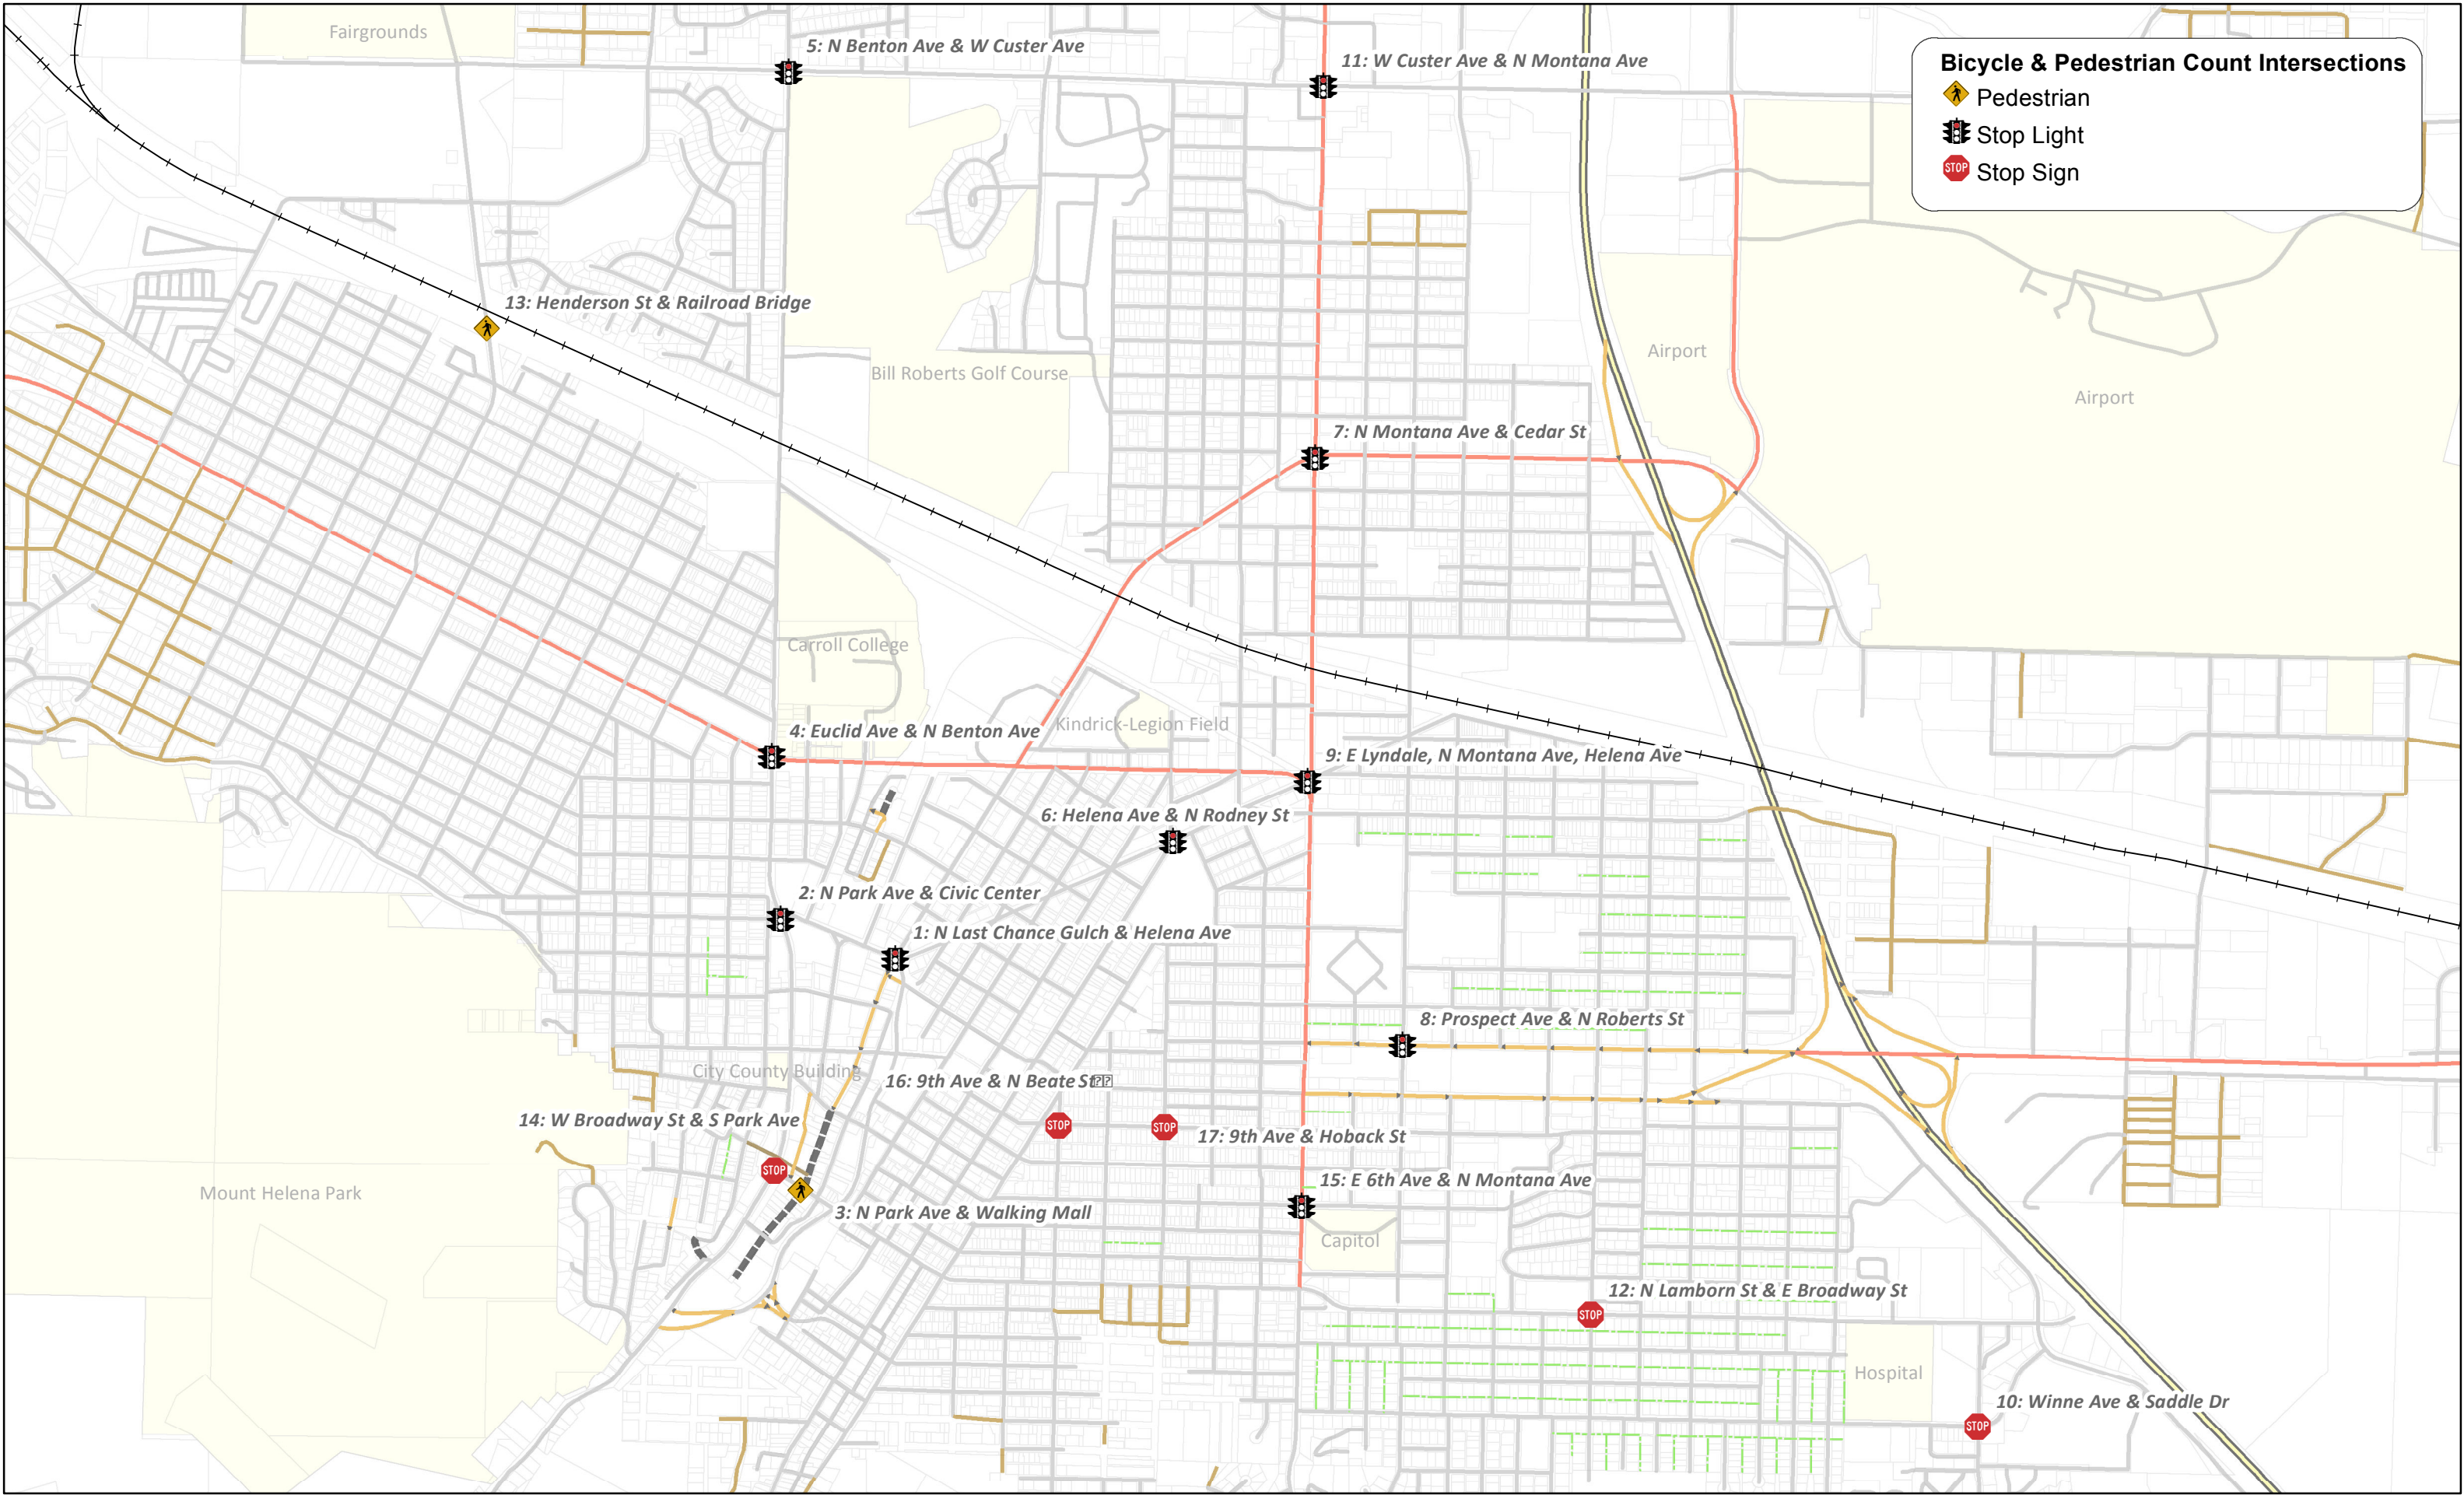 Fairgrounds
5: N Benton Ave & W Custer Ave
11: W Custer Ave & N Montana Ave
Bicycle & Pedestrian Count Intersections
Pedestrian
Stop Light
STOP Stop Sign
13: Henderson St & Railroad Bridge
Airport
Bill Roberts Golf Course
Airport
7: N Montana Ave & Cedar St
Carroll College
Kindrick-Legion Field
4: Euclid Ave & N Benton Ave
9: E Lyndale, N Montana Ave, Helena Ave
6: Helena Ave & N Rodney St
2: N Park Ave & Civic Center
1: N Last Chance Gulch & Helena Ave
8: Prospect Ave & N Roberts St
City County Building
16: 9th Ave & N Beate St
14: W Broadway St & S Park Ave
STOP
STOP
17: 9th Ave & Hoback St
STOP
15: E 6th Ave & N Montana Ave
Mount Helena Park
3: N Park Ave & Walking Mall
Capitol
12: N Lamborn St & E Broadway St
STOP
Hospital
10: Winne Ave & Saddle Dr
STOP